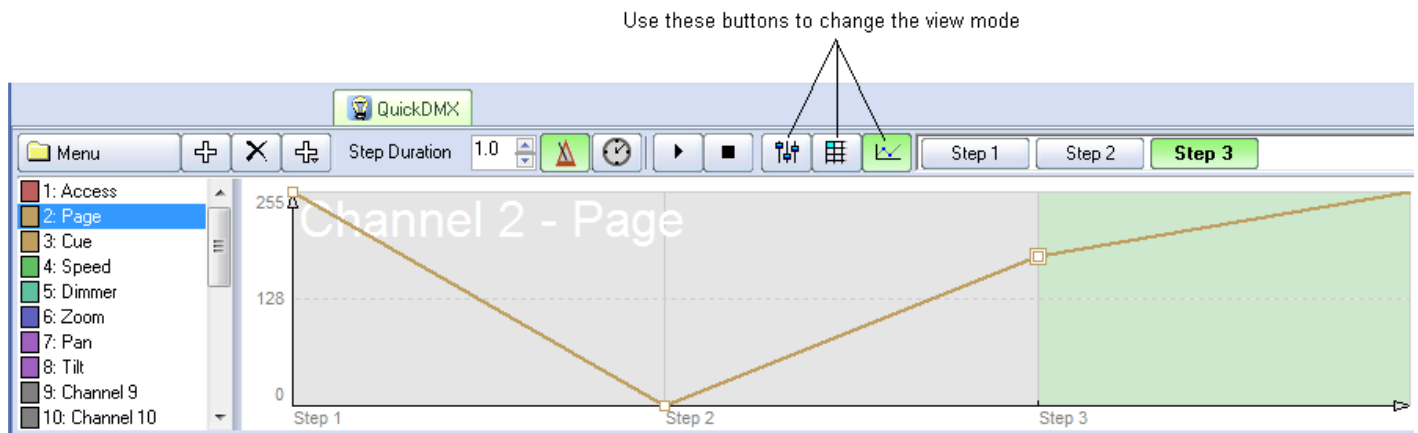 Use these buttons to change the view mode
QuickDMX
Menu
Step Duration
1.0
Step 1
Step 2
Step 3
1: Access
2: Page
3: Cue
4: Speed
5: Dimmer
6: Zoom
7: Pan
8: Tilt
9: Channel 9
10: Channel 10
Channel 2 - Page
255
128
0
Step 1
Step 2
Step 3